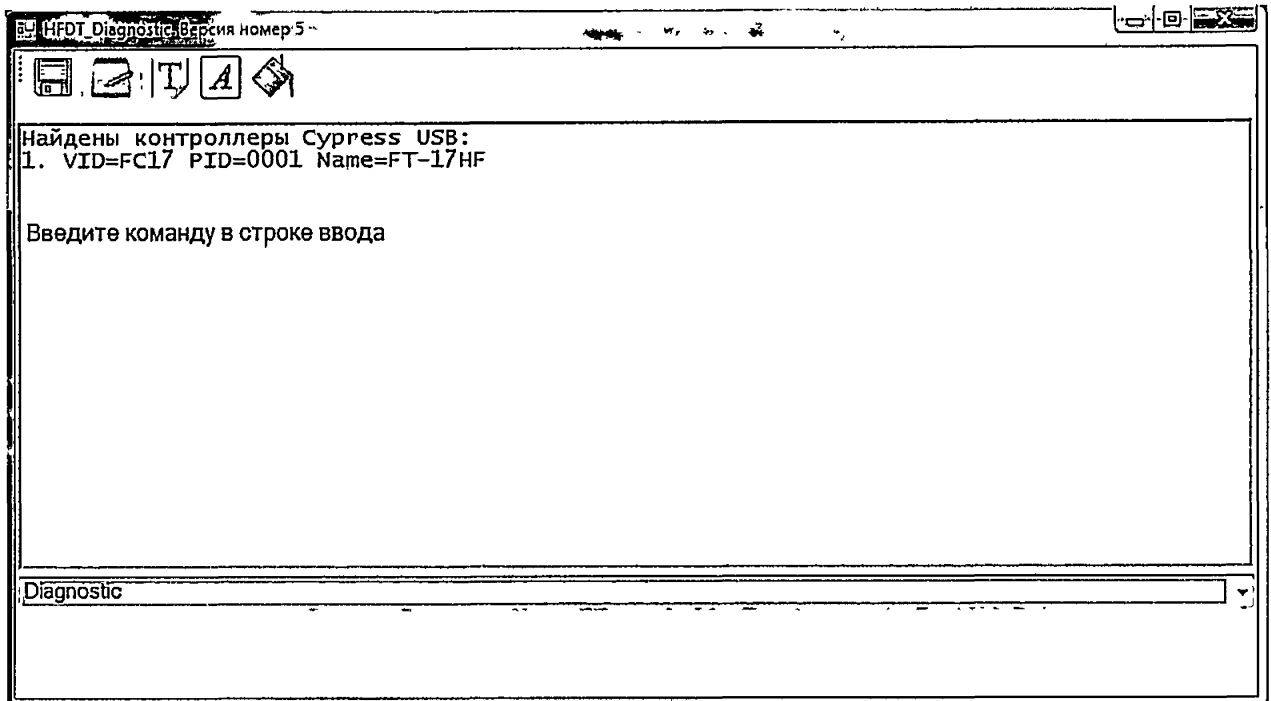 HFDT_Diagnostic Версия номер 5
Найдены контроллеры Cypress USB:
1. VID=FC17 PID=0001 Name=FT-17HF
Введите команду в строке ввода
Diagnostic